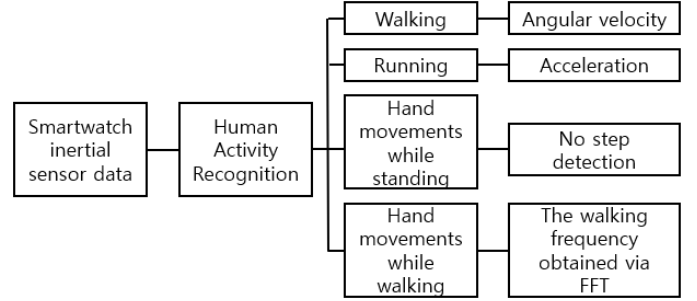 Smartwatch
inertial
sensor data
Human
Activity
Recognition
Walking
Angular velocity
Running
Acceleration
Hand
movements
while
standing
No step
detection
Hand
movements
while
walking
The walking
frequency
obtained via
FFT